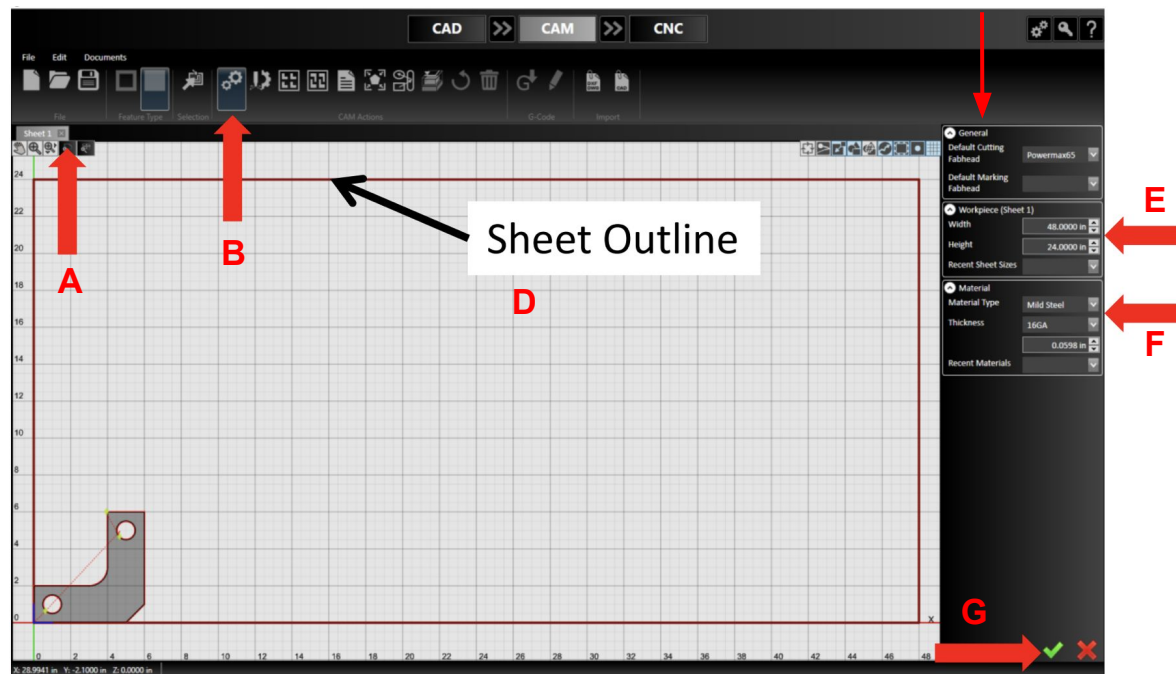 CAD >> CAM >> CNC
?
File Edit Documents
File Feature Type Selection CAM Actions G-Code Import
Sheet 1
General
Default Cutting
Fabhead
Powermax65
Default Marking
Fabhead
Workpiece (Sheet 1)
Width 48.0000 in
Height 24.0000 in
Recent Sheet Sizes
Material
Material Type Mild Steel
Thickness 16GA
0.0598 in
Recent Materials
A
B
Sheet Outline
D
E
F
G
24
22
20
18
16
14
12
10
8
6
4
2
0
X
0 2 4 6 8 10 12 14 16 18 20 22 24 26 28 30 32 34 36 38 40 42 44 46 48
X: 28.9941 in Y: -2.1000 in Z: 0.0000 in